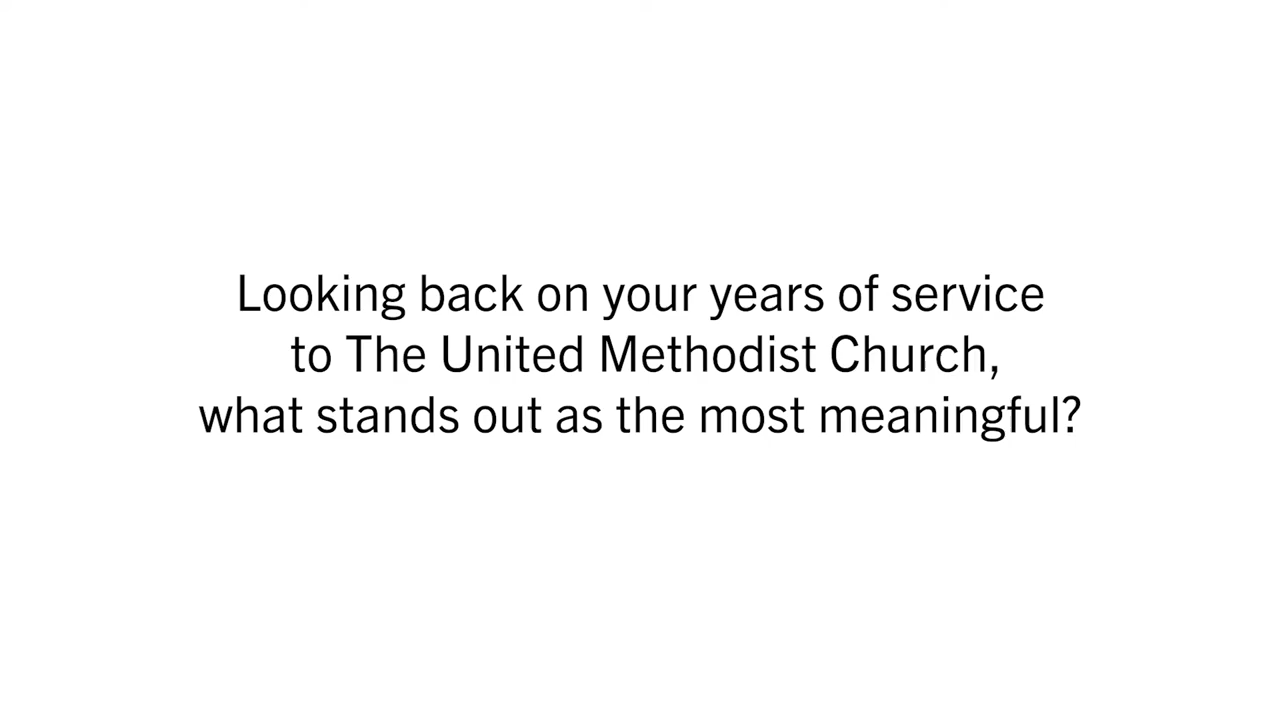 Looking back on your years of service
to The United Methodist Church,
what stands out as the most meaningful?